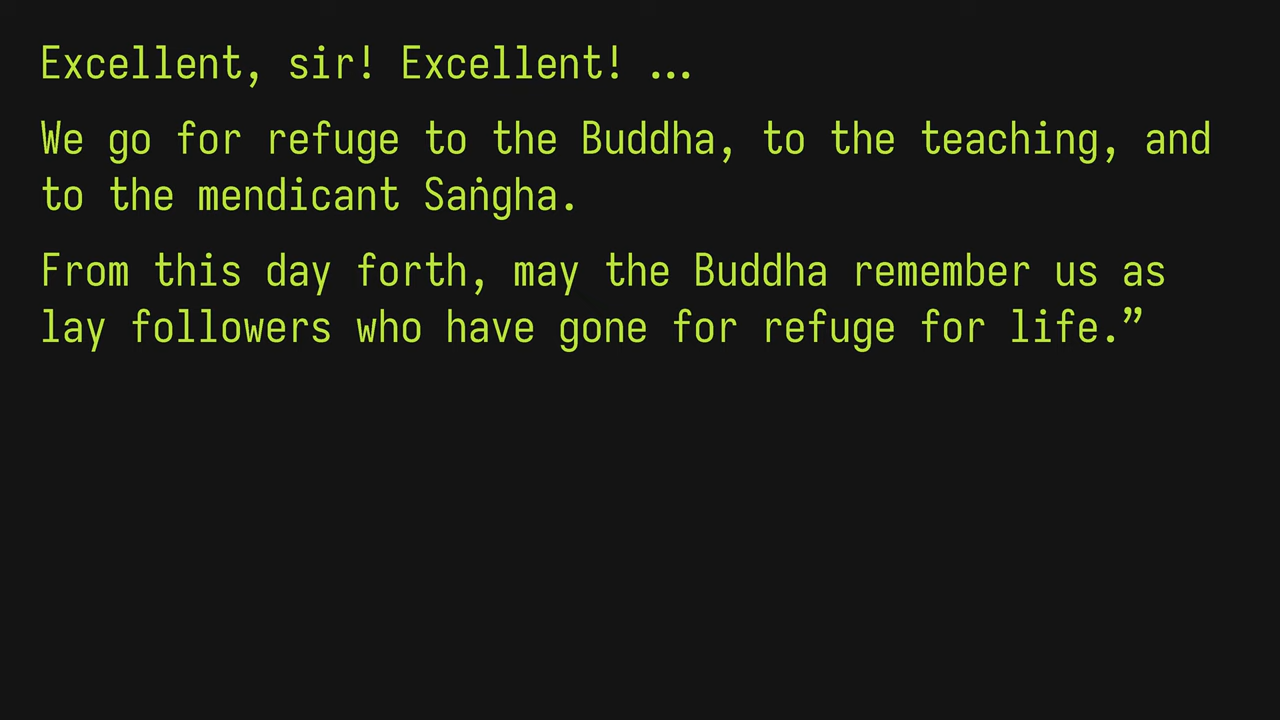 Excellent, sir! Excellent! …
We go for refuge to the Buddha, to the teaching, and
to the mendicant Saṅgha.
From this day forth, may the Buddha remember us as
lay followers who have gone for refuge for life.”